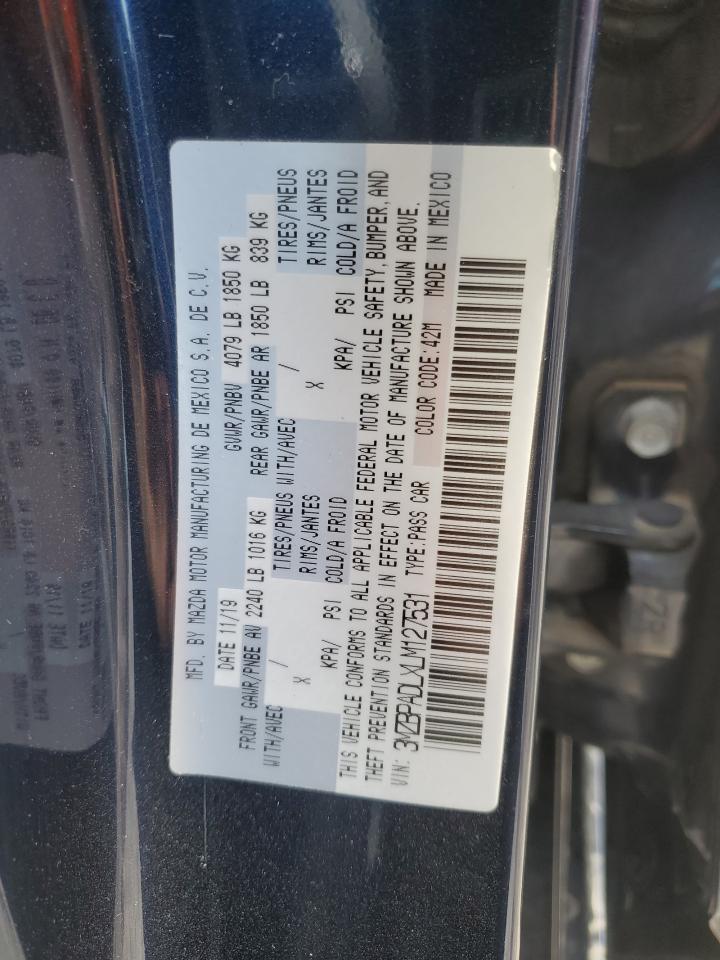 MFD. BY MAZDA MOTOR MANUFACTURING DE MEXICO S.A. DE C.V.
DATE 11/19 GVWR/PNBV 4079 LB 1850 KG
FRONT GAWR/PNBE AV 2240 LB 1016 KG REAR GAWR/PNBE AR 1850 LB 839 KG
WITH/AVEC / TIRES/PNEUS WITH/AVEC / TIRES/PNEUS
X RIMS/JANTES X RIMS/JANTES
KPA/ PSI COLD/A FROID KPA/ PSI COLD/A FROID
THIS VEHICLE CONFORMS TO ALL APPLICABLE FEDERAL MOTOR VEHICLE SAFETY, BUMPER, AND
THEFT PREVENTION STANDARDS IN EFFECT ON THE DATE OF MANUFACTURE SHOWN ABOVE.
VIN: 3MZBPADLXLM127531 TYPE:PASS CAR COLOR CODE:42M MADE IN MEXICO